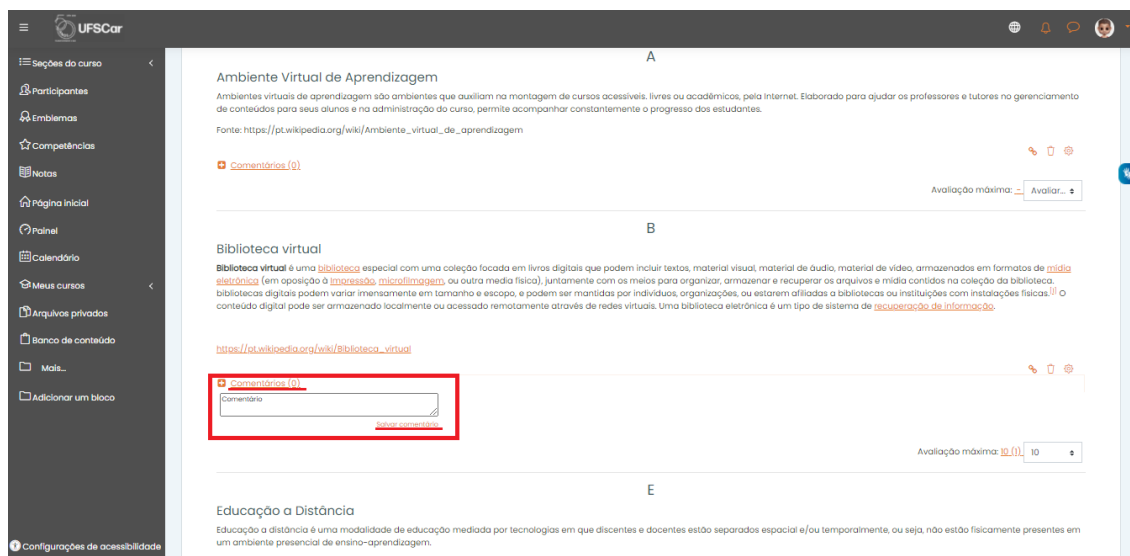 UFSCar
Seções do curso
Participantes
Emblemas
Competências
Notas
Página inicial
Painel
Calendário
Meus cursos
Arquivos privados
Banco de conteúdo
Mais...
Adicionar um bloco
Configurações de acessibilidade
A
Ambiente Virtual de Aprendizagem
Ambientes virtuais de aprendizagem são ambientes que auxiliam na montagem de cursos acessíveis, livres ou acadêmicos, pela Internet. Elaborado para ajudar os professores e tutores no gerenciamento
de conteúdos para seus alunos e na administração do curso, permite acompanhar constantemente o progresso dos estudantes.
Fonte: https://pt.wikipedia.org/wiki/Ambiente_virtual_de_aprendizagem
Comentários (0)
Avaliação máxima: - Avaliar...
B
Biblioteca virtual
Biblioteca virtual é uma biblioteca especial com uma coleção focada em livros digitais que podem incluir textos, material visual, material de áudio, material de vídeo, armazenados em formatos de mídia
eletrônica (em oposição à impressão, microfilmagem, ou outra media física), juntamente com os meios para organizar, armazenar e recuperar os arquivos e mídia contidos na coleção da biblioteca.
bibliotecas digitais podem variar imensamente em tamanho e escopo, e podem ser mantidas por indivíduos, organizações, ou estarem afiliadas a bibliotecas ou instituições com instalações físicas.[1] O
conteúdo digital pode ser armazenado localmente ou acessado remotamente através de redes virtuais. Uma biblioteca eletrônica é um tipo de sistema de recuperação de informação.
https://pt.wikipedia.org/wiki/Biblioteca_virtual
Comentários (0)
Comentário
Salvar comentário
Avaliação máxima: 10 (1) 10
E
Educação a Distância
Educação a distância é uma modalidade de educação mediada por tecnologias em que discentes e docentes estão separados espacial e/ou temporalmente, ou seja, não estão fisicamente presentes em
um ambiente presencial de ensino-aprendizagem.